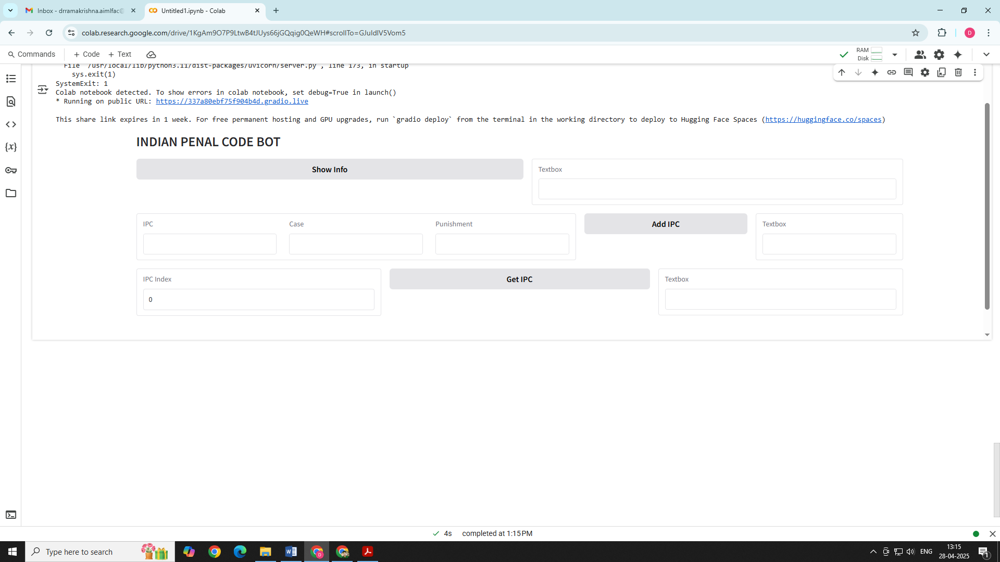 Inbox - drramakrishna.aimlfac@
Untitled1.ipynb - Colab
colab.research.google.com/drive/1KgAm9O7P9LtwB4tJUys66jGQqig0QeWH#scrollTo=GJuIdIV5Vom5
D
Commands
+ Code + Text
RAM
Disk
File "/usr/local/lib/python3.11/dist-packages/uvicorn/server.py", line 173, in startup
sys.exit(1)
SystemExit: 1
Colab notebook detected. To show errors in colab notebook, set debug=True in launch()
* Running on public URL: https://337a80ebf75f904b4d.gradio.live
This share link expires in 1 week. For free permanent hosting and GPU upgrades, run `gradio deploy` from the terminal in the working directory to deploy to Hugging Face Spaces (https://huggingface.co/spaces)
INDIAN PENAL CODE BOT
Show Info
Textbox
IPC
Case
Punishment
Add IPC
Textbox
IPC Index
0
Get IPC
Textbox
4s completed at 1:15 PM
Type here to search
ENG
13:15
28-04-2025
1